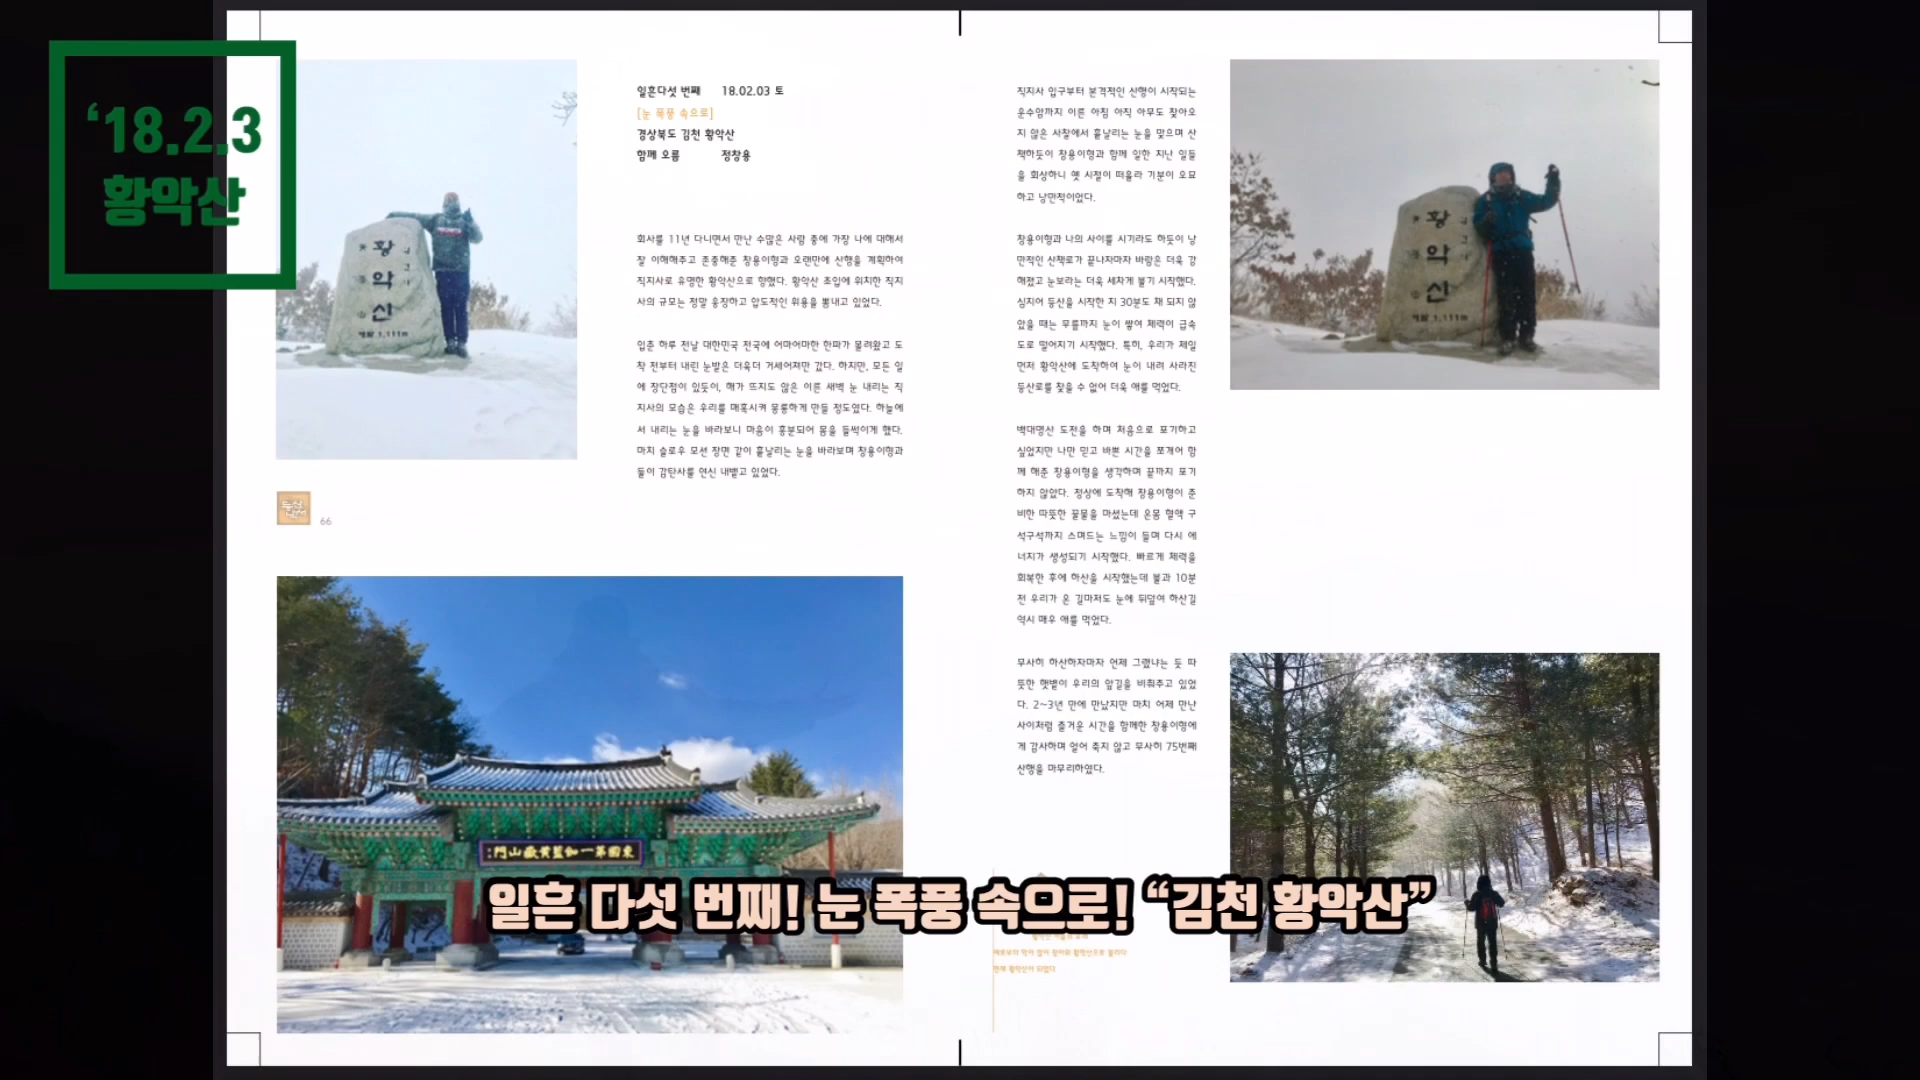 ‘18.2.3
황악산
일흔다섯 번째 18.02.03 토
[눈 폭풍 속으로]
경상북도 김천 황악산
함께 오름 정창용
회사를 11년 다니면서 만난 수많은 사람 중에 가장 나에 대해서
잘 이해해주고 존중해준 창용이형과 오랜만에 산행을 계획하여
직지사로 유명한 황악산으로 향했다. 황악산 초입에 위치한 직지
사의 규모는 정말 웅장하고 압도적인 위용을 뽐내고 있었다.
입춘 하루 전날 대한민국 전국에 어마어마한 한파가 몰려왔고 도
착 전부터 내린 눈발은 더욱더 거세어져만 갔다. 하지만, 모든 일
에 장단점이 있듯이, 해가 뜨지도 않은 이른 새벽 눈 내리는 직
지사의 모습은 우리를 매혹시켜 몽롱하게 만들 정도였다. 하늘에
서 내리는 눈을 바라보니 마음이 흥분되어 몸을 들썩이게 했다.
마치 슬로우 모션 장면 같이 흩날리는 눈을 바라보며 창용이형과
둘이 감탄사를 연신 내뱉고 있었다.
66
직지사 입구부터 본격적인 산행이 시작되는
운수암까지 이른 아침 아직 아무도 찾아오
지 않은 사찰에서 흩날리는 눈을 맞으며 산
책하듯이 창용이형과 함께 일한 지난 일들
을 회상하니 옛 시절이 떠올라 기분이 오묘
하고 낭만적이었다.
창용이형과 나의 사이를 시기라도 하듯이 낭
만적인 산책로가 끝나자마자 바람은 더욱 강
해졌고 눈보라는 더욱 세차게 불기 시작했다.
심지어 등산을 시작한 지 30분도 채 되지 않
았을 때는 무릎까지 눈이 쌓여 체력이 급속
도로 떨어지기 시작했다. 특히, 우리가 제일
먼저 황악산에 도착하여 눈이 내려 사라진
등산로를 찾을 수 없어 더욱 애를 먹었다.
백대명산 도전을 하며 처음으로 포기하고
싶었지만 나만 믿고 바쁜 시간을 쪼개어 함
께 해준 창용이형을 생각하며 끝까지 포기
하지 않았다. 정상에 도착해 창용이형이 준
비한 따뜻한 꿀물을 마셨는데 온몸 혈액 구
석구석까지 스며드는 느낌이 들며 다시 에
너지가 생성되기 시작했다. 빠르게 체력을
회복한 후에 하산을 시작했는데 불과 10분
전 우리가 온 길마저도 눈에 뒤덮여 하산길
역시 매우 애를 먹었다.
무사히 하산하자마자 언제 그랬냐는 듯 따
뜻한 햇볕이 우리의 앞길을 비춰주고 있었
다. 2~3년 만에 만났지만 마치 어제 만난
사이처럼 즐거운 시간을 함께한 창용이형에
게 감사하며 얼어 죽지 않고 무사히 75번째
산행을 마무리하였다.
황악산
해발 1,111m
황악산
해발 1,111m
門山嶽黃藍伽一第國東
일흔 다섯 번째! 눈 폭풍 속으로! “김천 황악산”